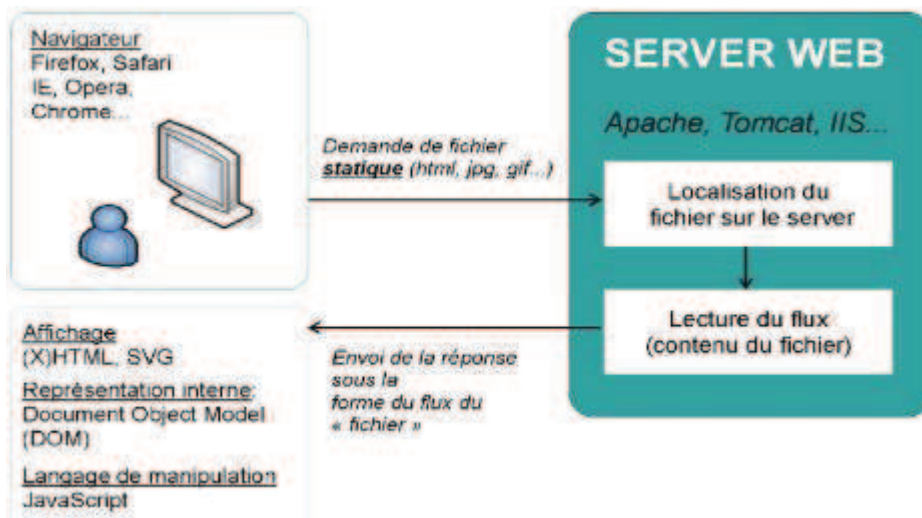 Navigateur
Firefox, Safari
IE, Opera,
Chrome...
Demande de fichier
statique (html, jpg, gif...)
SERVER WEB
Apache, Tomcat, IIS...
Localisation du
fichier sur le server
Lecture du flux
(contenu du fichier)
Envoi de la réponse
sous la
forme du flux du
« fichier »
Affichage
(X)HTML, SVG
Représentation interne:
Document Object Model
(DOM)
Langage de manipulation
JavaScript